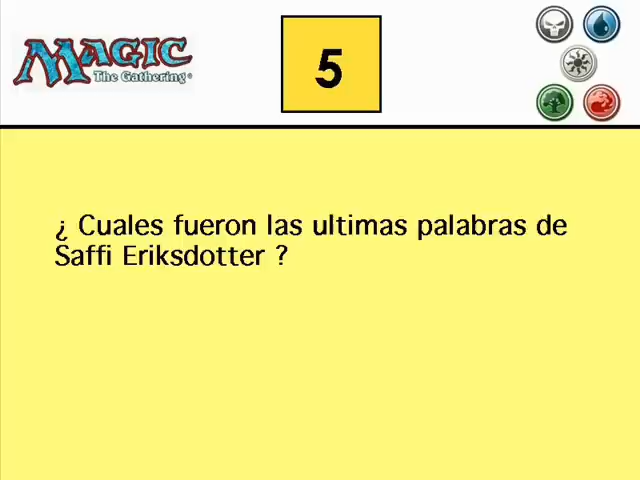 MAGIC
The Gathering®
5
¿ Cuales fueron las ultimas palabras de
Saffi Eriksdotter ?